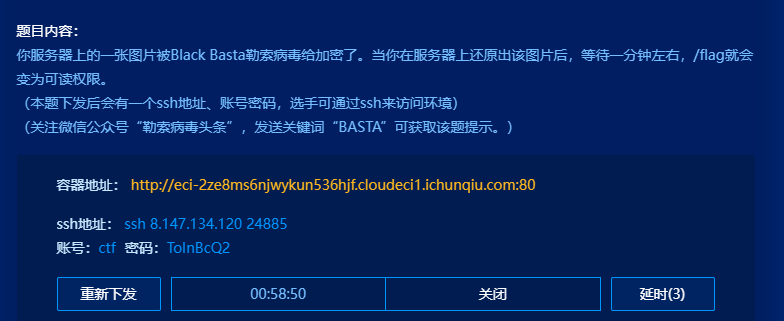 题目内容：
你服务器上的一张图片被Black Basta勒索病毒给加密了。当你在服务器上还原出该图片后，等待一分钟左右，/flag就会
变为可读权限。
（本题下发后会有一个ssh地址、账号密码，选手可通过ssh来访问环境）
（关注微信公众号“勒索病毒头条”，发送关键词“BASTA”可获取该题提示。）
容器地址： http://eci-2ze8ms6njwykun536hjf.cloudeci1.ichunqiu.com:80
ssh地址： ssh 8.147.134.120 24885
账号：ctf 密码：ToInBcQ2
重新下发 00:58:50 关闭 延时(3)